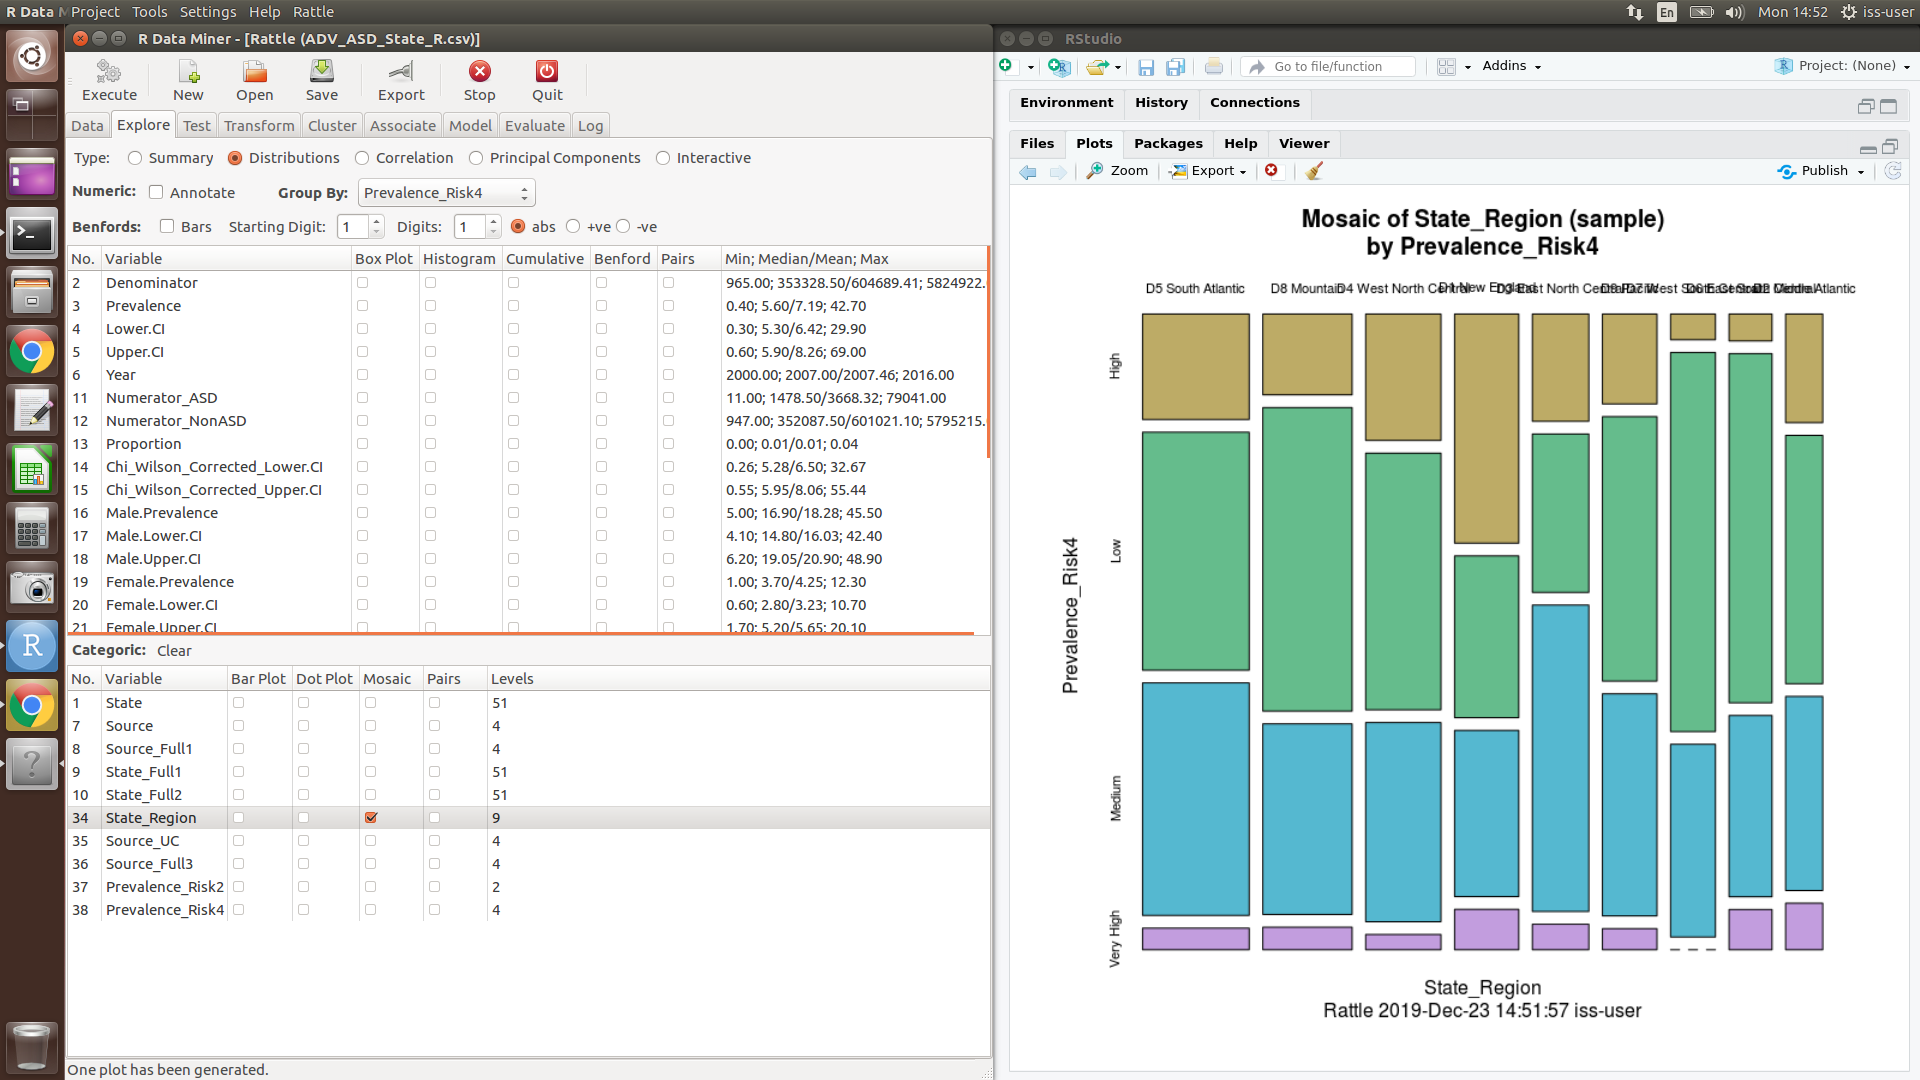 R Data M Project Tools Settings Help Rattle
En Mon 14:52 iss-user
R Data Miner - [Rattle (ADV_ASD_State_R.csv)]
Execute New Open Save Export Stop Quit
Data Explore Test Transform Cluster Associate Model Evaluate Log
Type: Summary Distributions Correlation Principal Components Interactive
Numeric: Annotate Group By: Prevalence_Risk4
Benfords: Bars Starting Digit: 1 Digits: 1 abs +ve -ve
No. Variable Box Plot Histogram Cumulative Benford Pairs Min; Median/Mean; Max
2 Denominator 965.00; 353328.50/604689.41; 5824922.
3 Prevalence 0.40; 5.60/7.19; 42.70
4 Lower.CI 0.30; 5.30/6.42; 29.90
5 Upper.CI 0.60; 5.90/8.26; 69.00
6 Year 2000.00; 2007.00/2007.46; 2016.00
11 Numerator_ASD 11.00; 1478.50/3668.32; 79041.00
12 Numerator_NonASD 947.00; 352087.50/601021.10; 5795215.
13 Proportion 0.00; 0.01/0.01; 0.04
14 Chi_Wilson_Corrected_Lower.CI 0.26; 5.28/6.50; 32.67
15 Chi_Wilson_Corrected_Upper.CI 0.55; 5.95/8.06; 55.44
16 Male.Prevalence 5.00; 16.90/18.28; 45.50
17 Male.Lower.CI 4.10; 14.80/16.03; 42.40
18 Male.Upper.CI 6.20; 19.05/20.90; 48.90
19 Female.Prevalence 1.00; 3.70/4.25; 12.30
20 Female.Lower.CI 0.60; 2.80/3.23; 10.70
21 Female.Upper.CI 1.70; 5.20/5.65; 20.10
Categoric: Clear
No. Variable Bar Plot Dot Plot Mosaic Pairs Levels
1 State 51
7 Source 4
8 Source_Full1 4
9 State_Full1 51
10 State_Full2 51
34 State_Region 9
35 Source_UC 4
36 Source_Full3 4
37 Prevalence_Risk2 2
38 Prevalence_Risk4 4
One plot has been generated.
RStudio
Go to file/function Addins Project: (None)
Environment History Connections
Files Plots Packages Help Viewer
Zoom Export Publish
Mosaic of State_Region (sample)
by Prevalence_Risk4
D5 South Atlantic D8 Mountain D4 West North Central D1 New England D3 East North Central D9 Pacific D7 West South Central D2 Middle Atlantic
High
Low
Medium
Very High
Prevalence_Risk4
State_Region
Rattle 2019-Dec-23 14:51:57 iss-user